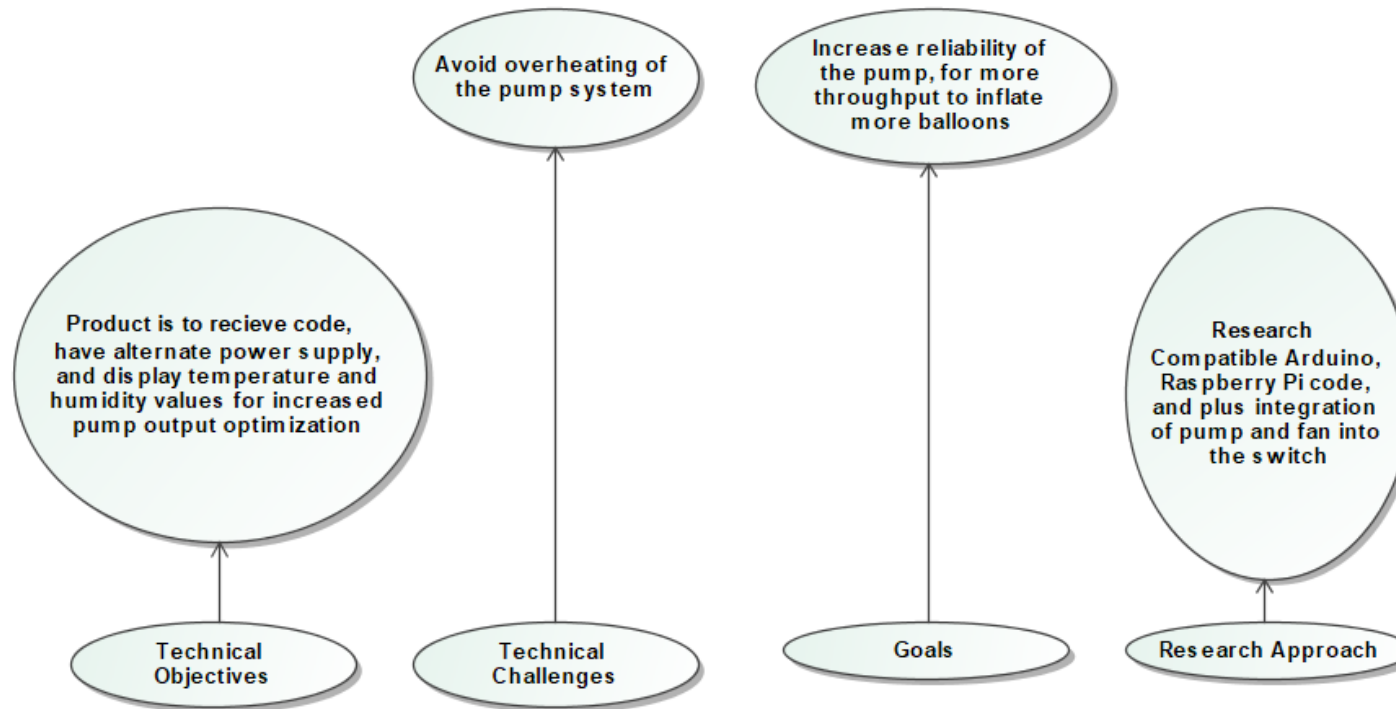 Avoid overheating of
the pump system
Increase reliability of
the pump, for more
throughput to inflate
more balloons
Product is to recieve code,
have alternate power supply,
and display temperature and
humidity values for increased
pump output optimization
Research
Compatible Arduino,
Raspberry Pi code,
and plus integration
of pump and fan into
the switch
Technical
Objectives
Technical
Challenges
Goals
Research Approach